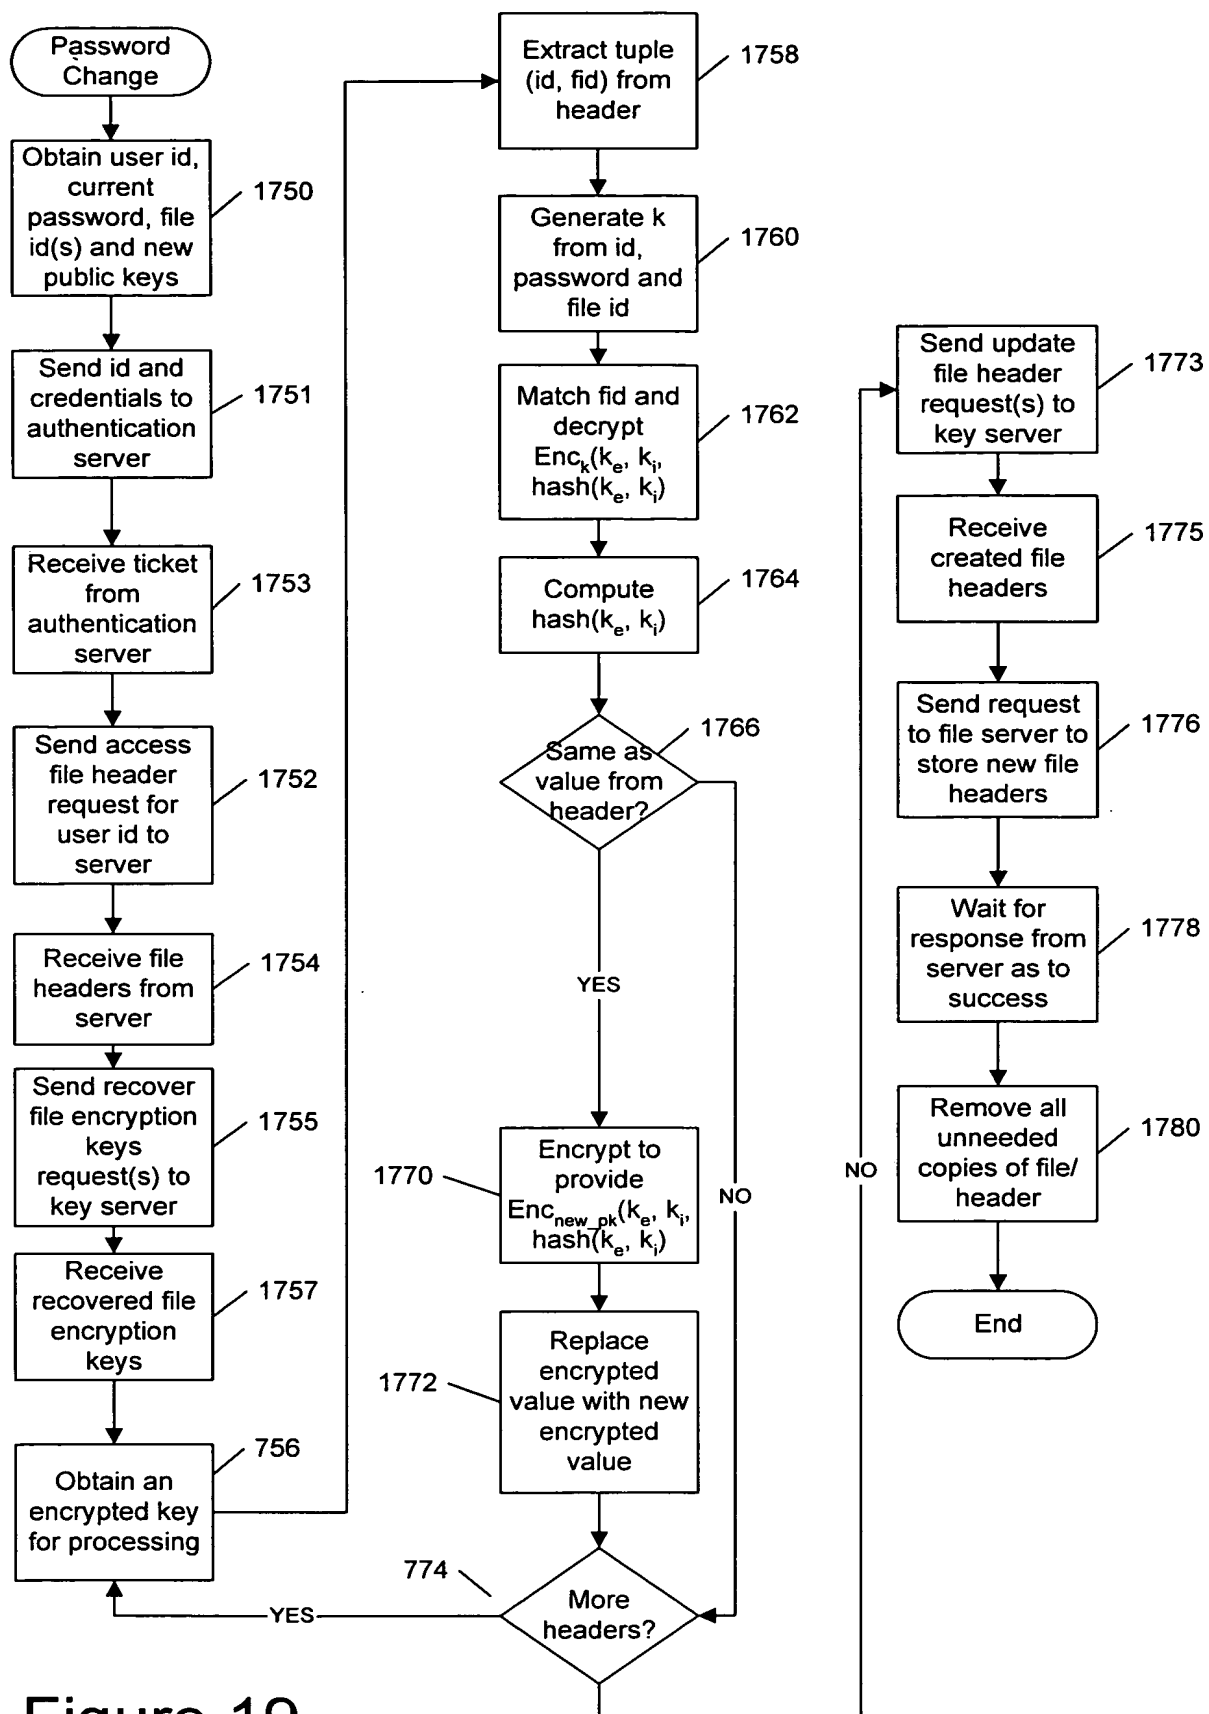 Password
Change
Obtain user id,
current
password, file
id(s) and new
public keys
1750
Send id and
credentials to
authentication
server
1751
Receive ticket
from
authentication
server
1753
Send access
file header
request for
user id to
server
1752
Receive file
headers from
server
1754
Send recover
file encryption
keys
request(s) to
key server
1755
Receive
recovered file
encryption
keys
1757
Obtain an
encrypted key
for processing
756
Extract tuple
(id, fid) from
header
1758
Generate k
from id,
password and
file id
1760
Match fid and
decrypt
Enck(ke, ki,
hash(ke, ki)
1762
Compute
hash(ke, ki)
1764
Same as
value from
header?
1766
YES
NO
Encrypt to
provide
Encnew_pk(ke, ki,
hash(ke, ki)
1770
Replace
encrypted
value with new
encrypted
value
1772
More
headers?
774
YES
NO
Send update
file header
request(s) to
key server
1773
Receive
created file
headers
1775
Send request
to file server to
store new file
headers
1776
Wait for
response from
server as to
success
1778
Remove all
unneeded
copies of file/
header
1780
End
Figure 19